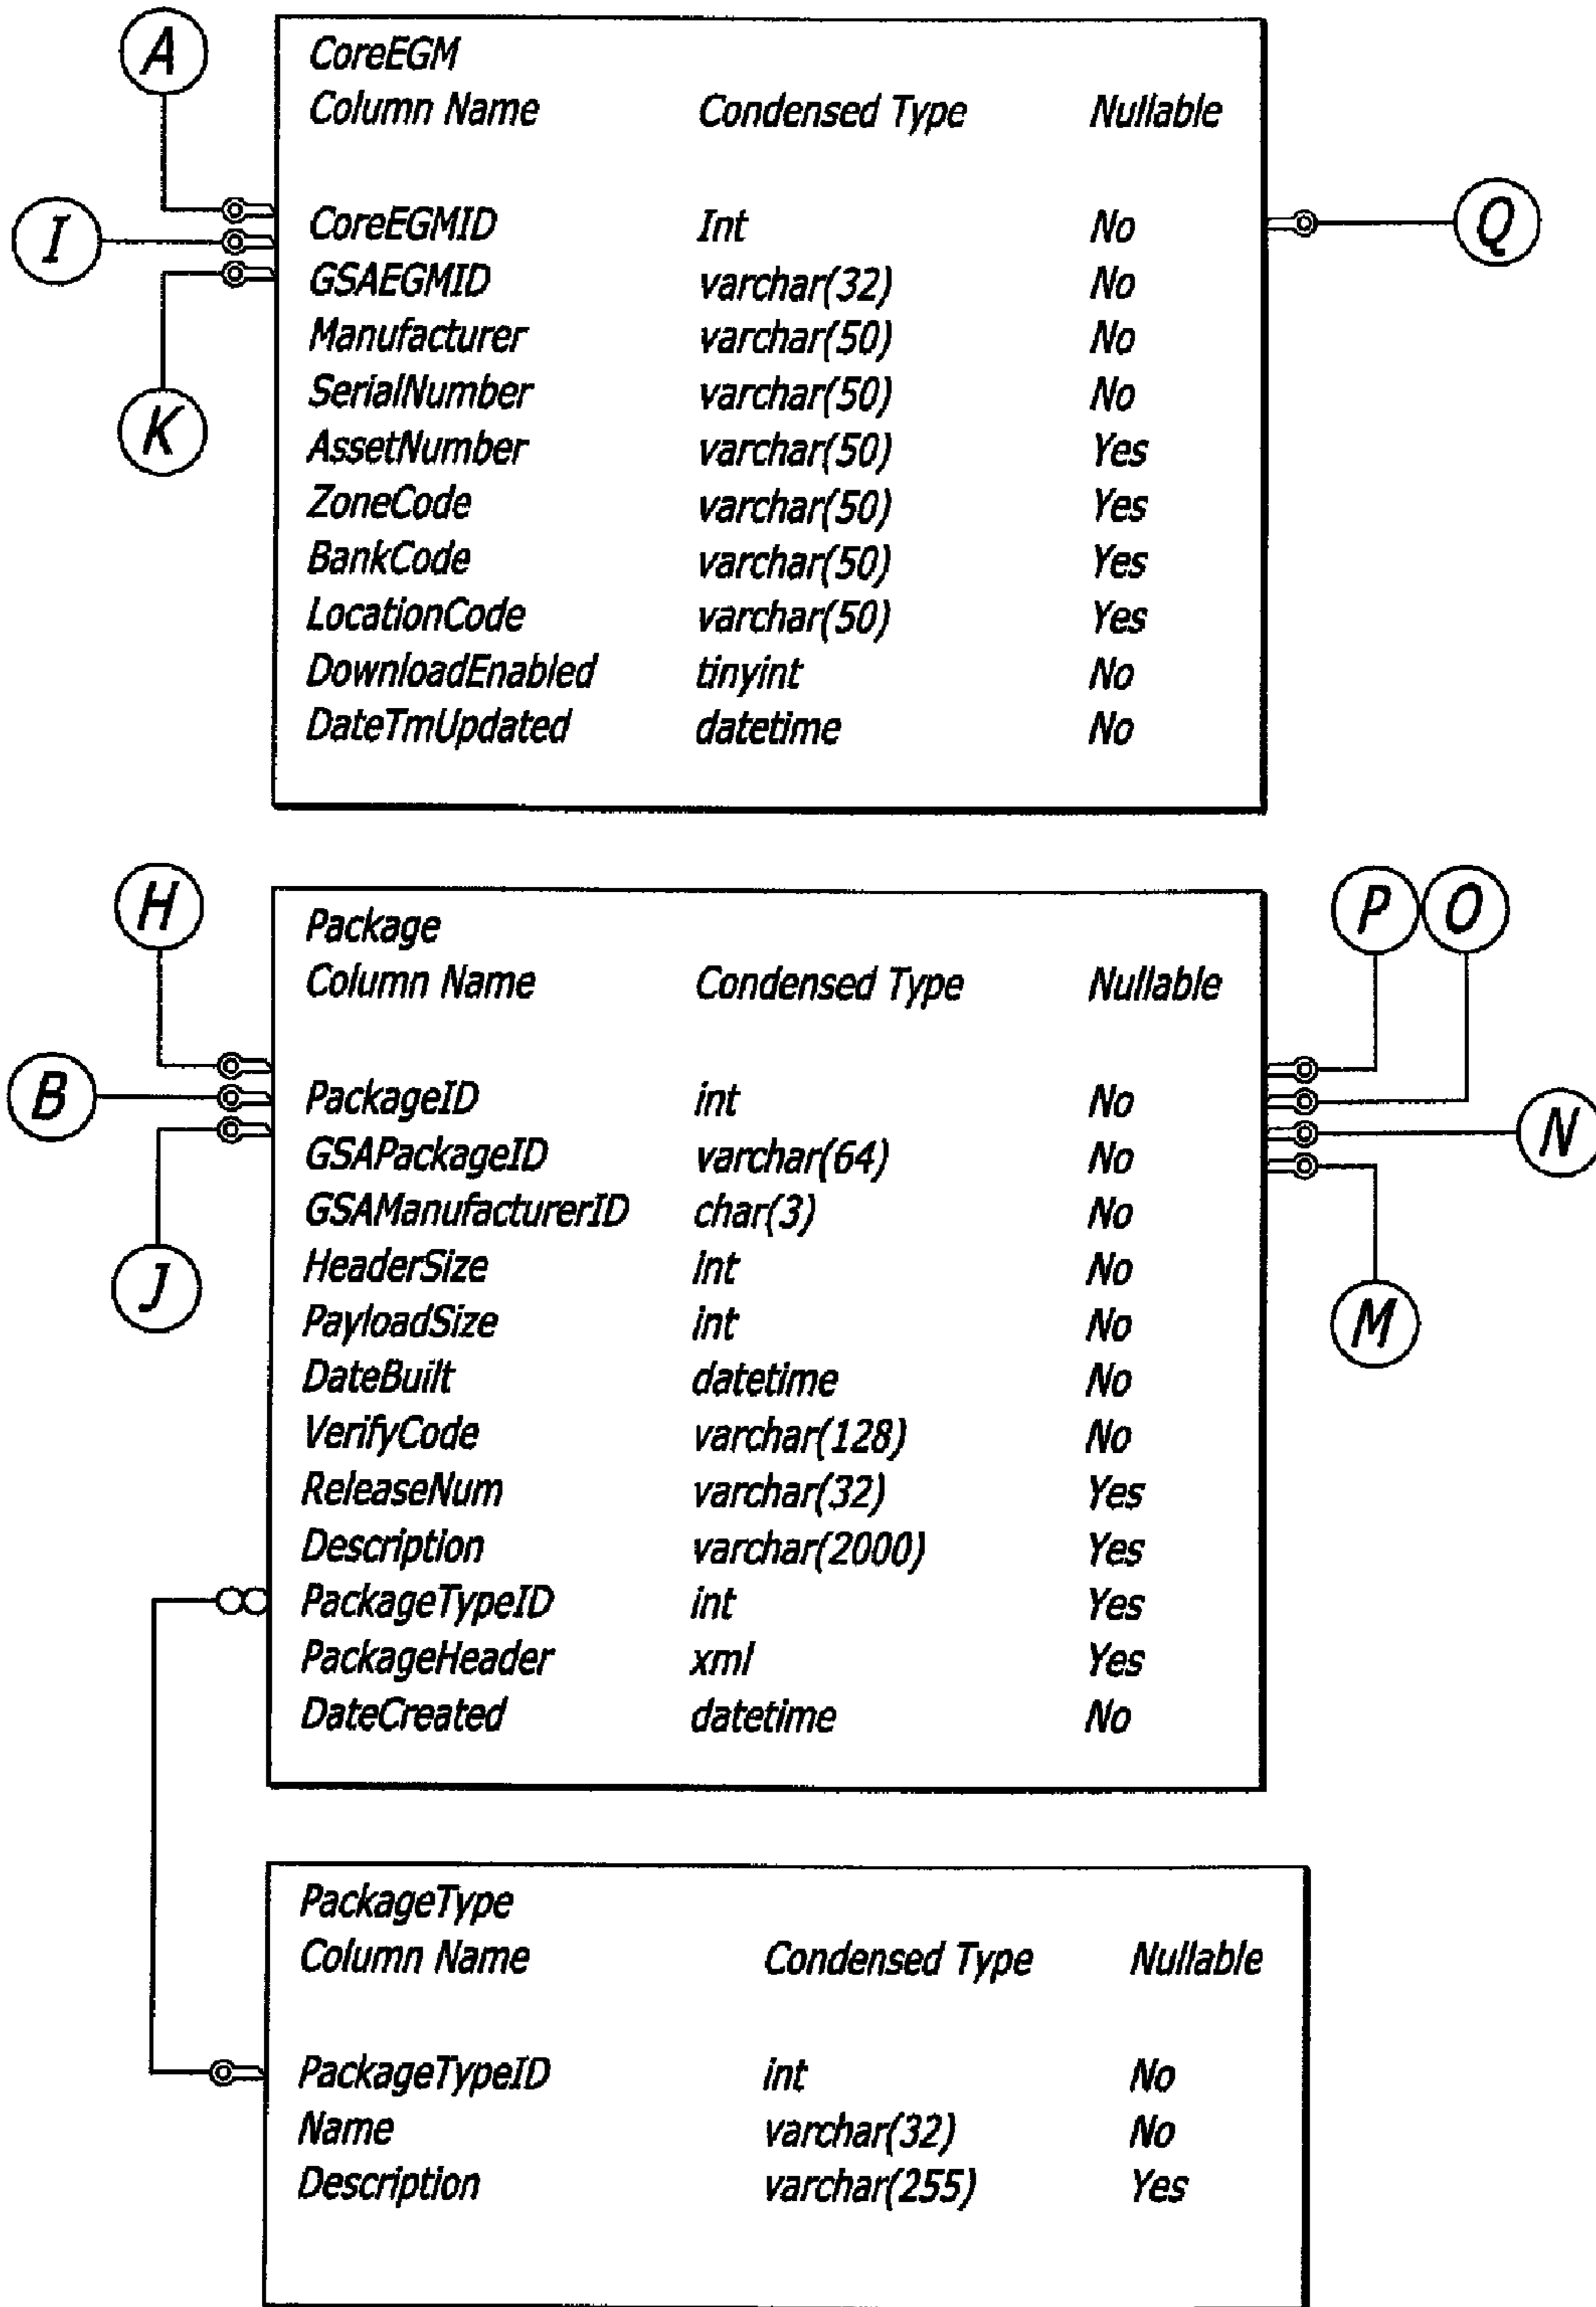 A
CoreEGM
Column Name Condensed Type Nullable
I
CoreEGMID Int No
Q
GSAEGMID varchar(32) No
Manufacturer varchar(50) No
SerialNumber varchar(50) No
K
AssetNumber varchar(50) Yes
ZoneCode varchar(50) Yes
BankCode varchar(50) Yes
LocationCode varchar(50) Yes
DownloadEnabled tinyint No
DateTmUpdated datetime No
H
Package
P O
Column Name Condensed Type Nullable
B
PackageID int No
N
GSAPackageID varchar(64) No
GSAManufacturerID char(3) No
J
HeaderSize int No
M
PayloadSize int No
DateBuilt datetime No
VerifyCode varchar(128) No
ReleaseNum varchar(32) Yes
Description varchar(2000) Yes
PackageTypeID int Yes
PackageHeader xml Yes
DateCreated datetime No
PackageType
Column Name Condensed Type Nullable
PackageTypeID int No
Name varchar(32) No
Description varchar(255) Yes